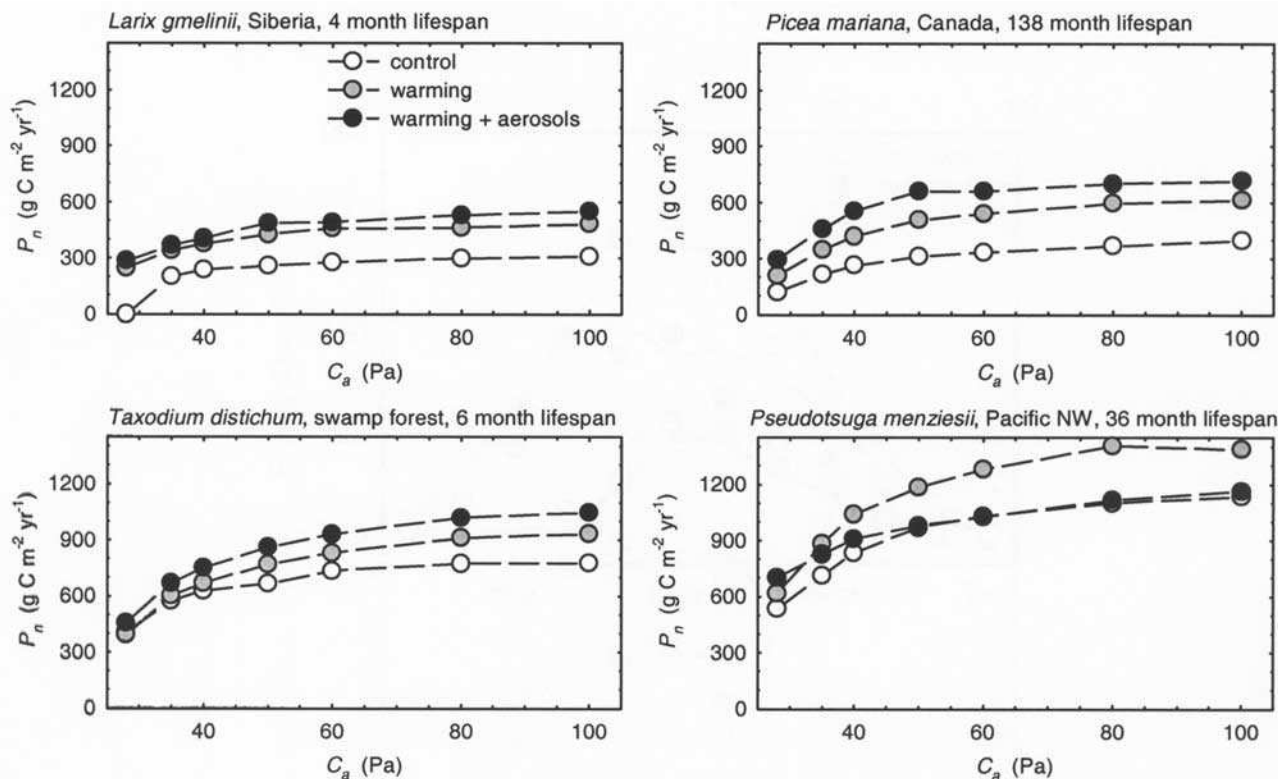 Larix gmelinii, Siberia, 4 month lifespan
control
warming
warming + aerosols
1200
900
600
300
0
Pn (g C m-2 yr-1)
40 60 80 100
Ca (Pa)
Picea mariana, Canada, 138 month lifespan
1200
900
600
300
0
Pn (g C m-2 yr-1)
40 60 80 100
Ca (Pa)
Taxodium distichum, swamp forest, 6 month lifespan
1200
900
600
300
0
Pn (g C m-2 yr-1)
40 60 80 100
Ca (Pa)
Pseudotsuga menziesii, Pacific NW, 36 month lifespan
1200
900
600
300
0
Pn (g C m-2 yr-1)
40 60 80 100
Ca (Pa)